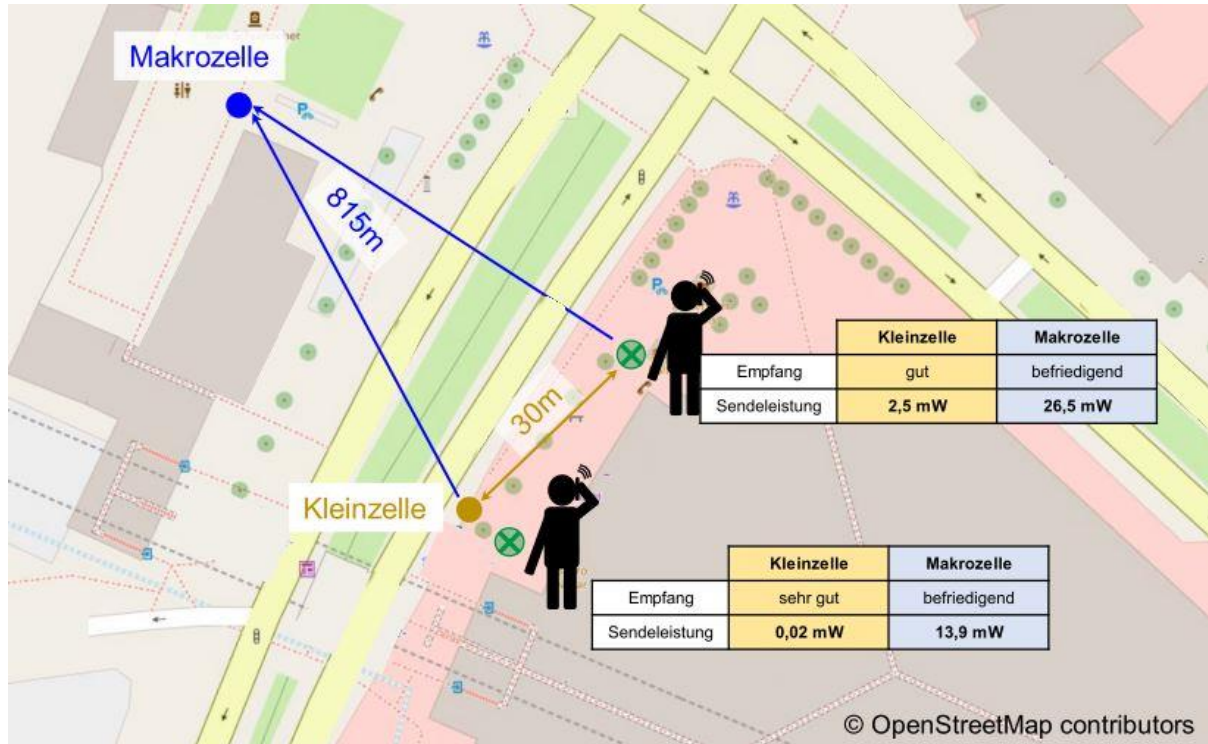 Makrozelle
815m
30m
Kleinzelle
Kleinzelle Makrozelle
Empfang gut befriedigend
Sendeleistung 2,5 mW 26,5 mW
Kleinzelle Makrozelle
Empfang sehr gut befriedigend
Sendeleistung 0,02 mW 13,9 mW
© OpenStreetMap contributors